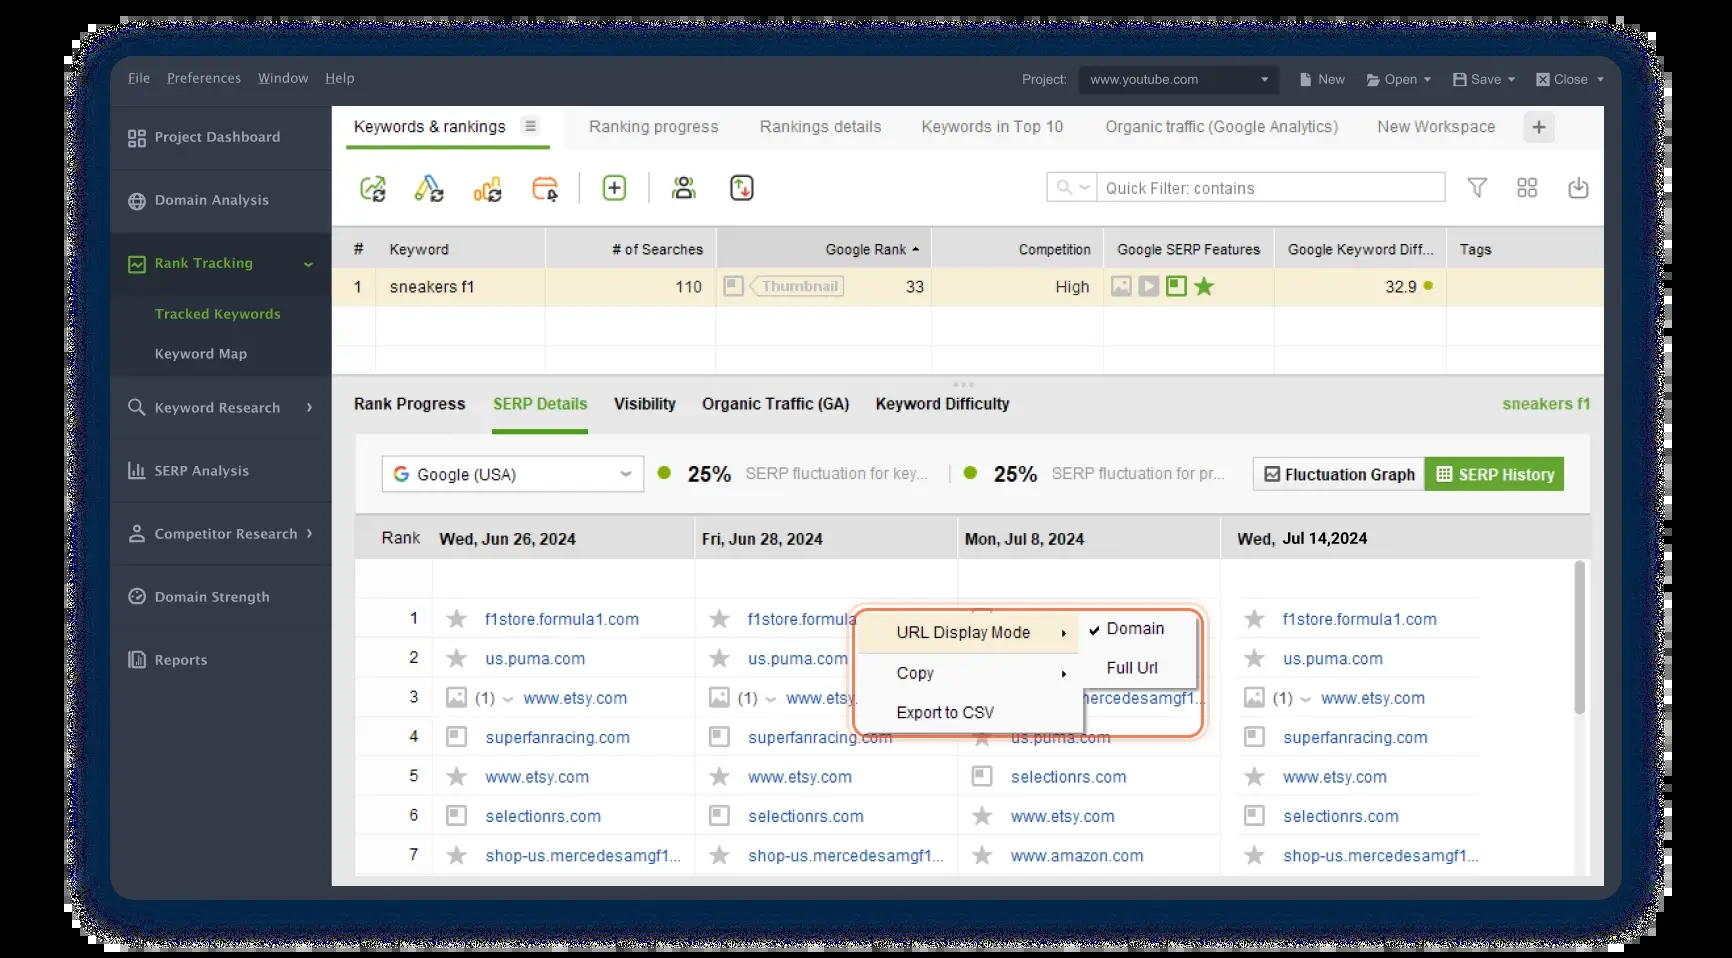 File Preferences Window Help Project: www.youtube.com New Open Save Close
Project Dashboard
Domain Analysis
Rank Tracking
Tracked Keywords
Keyword Map
Keyword Research
SERP Analysis
Competitor Research
Domain Strength
Reports
Keywords & rankings Ranking progress Rankings details Keywords in Top 10 Organic traffic (Google Analytics) New Workspace
Quick Filter: contains
# Keyword # of Searches Google Rank Competition Google SERP Features Google Keyword Diff... Tags
1 sneakers f1 110 Thumbnail 33 High 32.9
Rank Progress SERP Details Visibility Organic Traffic (GA) Keyword Difficulty sneakers f1
Google (USA) 25% SERP fluctuation for key... 25% SERP fluctuation for pr... Fluctuation Graph SERP History
Rank Wed, Jun 26, 2024 Fri, Jun 28, 2024 Mon, Jul 8, 2024 Wed, Jul 14,2024
1 f1store.formula1.com f1store.formula f1store.formula1.com
2 us.puma.com us.puma.com us.puma.com
3 (1) www.etsy.com (1) www.etsy. mercedesamgf1... (1) www.etsy.com
4 superfanracing.com superfanracing.com us.puma.com superfanracing.com
5 www.etsy.com www.etsy.com selectionrs.com www.etsy.com
6 selectionrs.com selectionrs.com www.etsy.com selectionrs.com
7 shop-us.mercedesamgf1... shop-us.mercedesamgf1... www.amazon.com shop-us.mercedesamgf1...
URL Display Mode
Copy
Export to CSV
Domain
Full Url